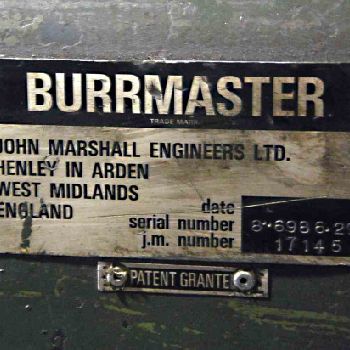 BURRMASTER
TRADE MARK
JOHN MARSHALL ENGINEERS LTD.
HENLEY IN ARDEN
WEST MIDLANDS
ENGLAND
date
serial number
j.m. number 17145
PATENT GRANTE